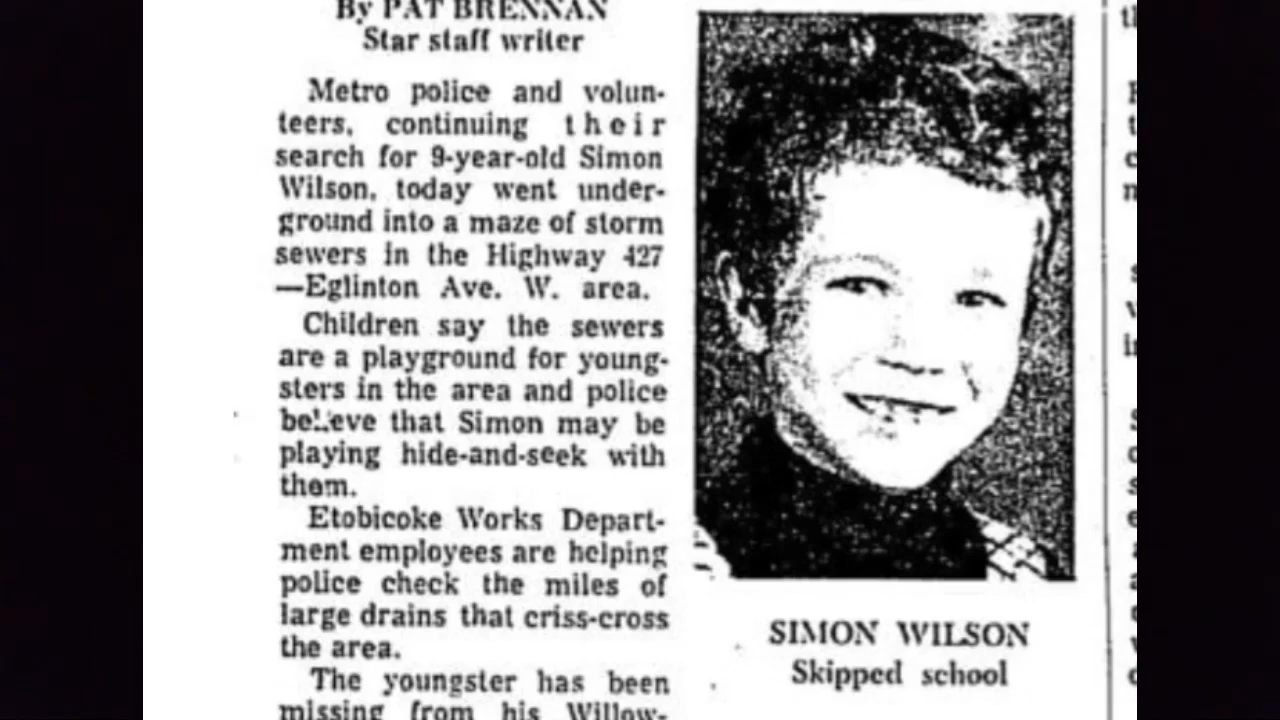 By PAT BRENNAN
Star staff writer
Metro police and volun-
teers, continuing their
search for 9-year-old Simon
Wilson, today went under-
ground into a maze of storm
sewers in the Highway 427
—Eglinton Ave. W. area.
Children say the sewers
are a playground for young-
sters in the area and police
believe that Simon may be
playing hide-and-seek with
them.
Etobicoke Works Depart-
ment employees are helping
police check the miles of
large drains that criss-cross
the area.
The youngster has been
missing from his Willow-
SIMON WILSON
Skipped school